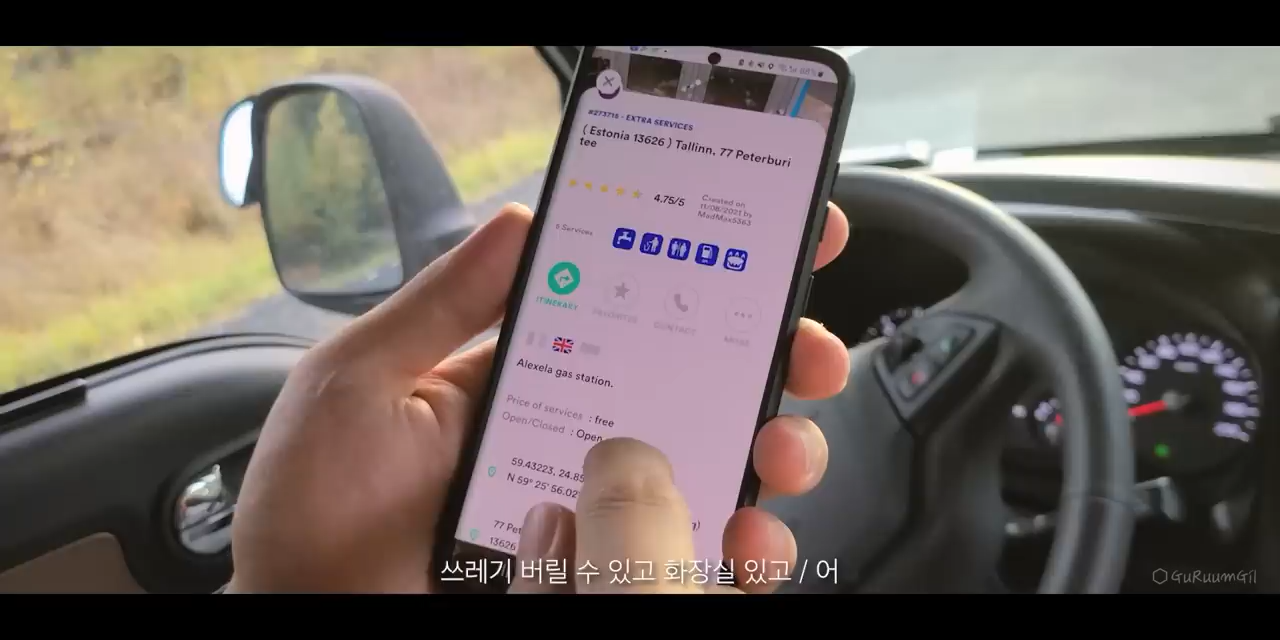 #273716 - EXTRA SERVICES
( Estonia 13626 ) Tallinn, 77 Peterburi
tee
4.75/5
Created on
11/08/2021 by
MadMax5363
5 Services
ITINERARY
FAVORITES
CONTACT
MORE
Alexela gas station.
Price of services : free
Open/Closed : Open
59.43223, 24.85
N 59° 25' 56.02"
77 Pet
13626
쓰레기 버릴 수 있고 화장실 있고 / 어
GuRuumGil